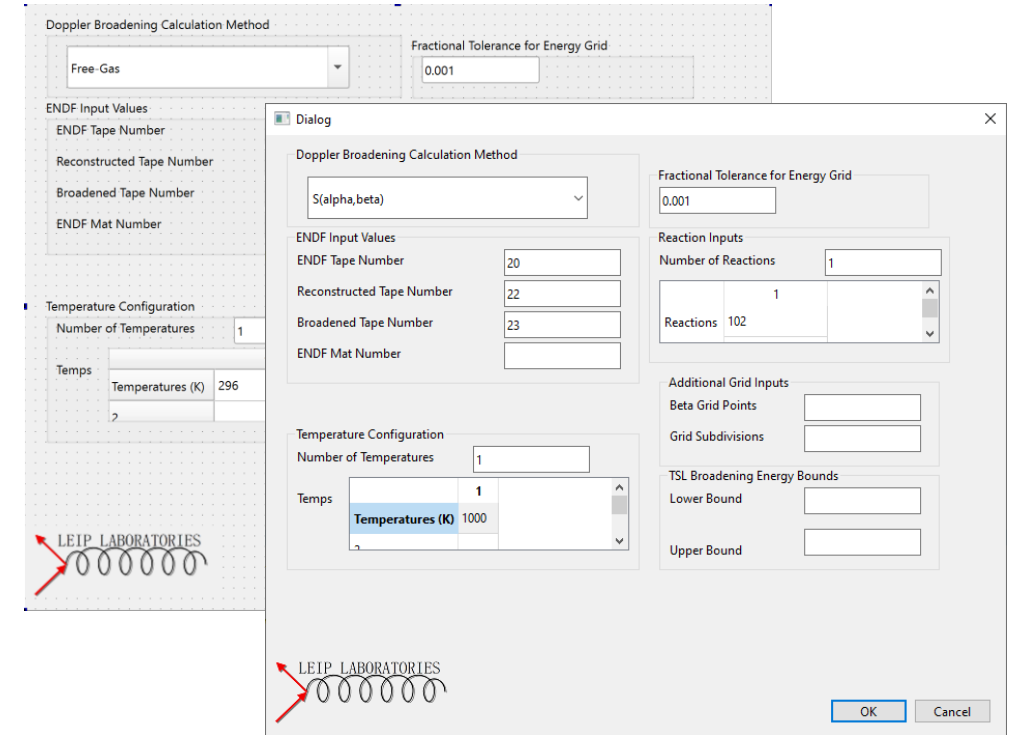 Doppler Broadening Calculation Method
Free-Gas
Fractional Tolerance for Energy Grid
0.001
ENDF Input Values
ENDF Tape Number
Reconstructed Tape Number
Broadened Tape Number
ENDF Mat Number
Temperature Configuration
Number of Temperatures
1
Temps
Temperatures (K) 296
2
LEIP LABORATORIES
Dialog
Doppler Broadening Calculation Method
S(alpha,beta)
Fractional Tolerance for Energy Grid
0.001
ENDF Input Values
ENDF Tape Number 20
Reconstructed Tape Number 22
Broadened Tape Number 23
ENDF Mat Number
Reaction Inputs
Number of Reactions 1
1
Reactions 102
Temperature Configuration
Number of Temperatures 1
Temps
1
Temperatures (K) 1000
2
Additional Grid Inputs
Beta Grid Points
Grid Subdivisions
TSL Broadening Energy Bounds
Lower Bound
Upper Bound
LEIP LABORATORIES
OK
Cancel